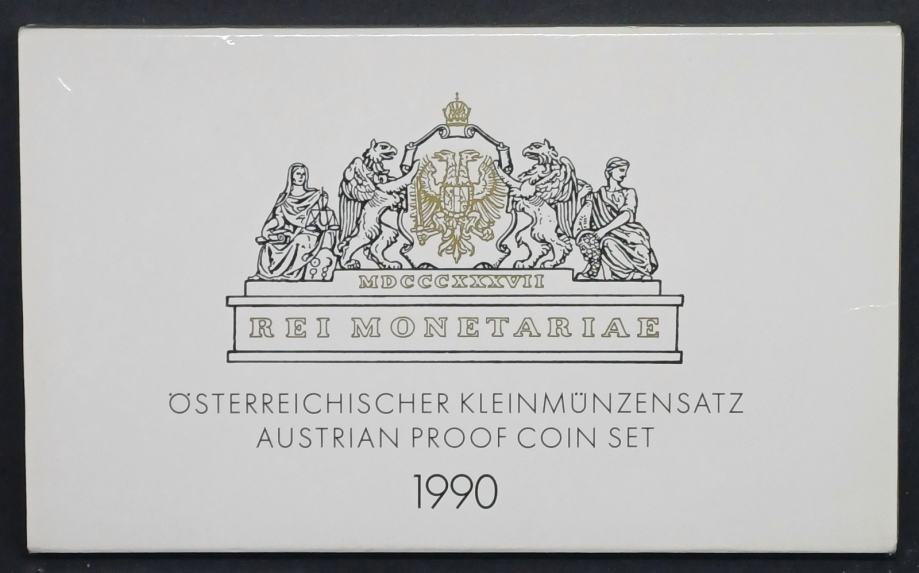 MDCCCXXXVII
REI MONETARIAE
ÖSTERREICHISCHER KLEINMÜNZENSATZ
AUSTRIAN PROOF COIN SET
1990